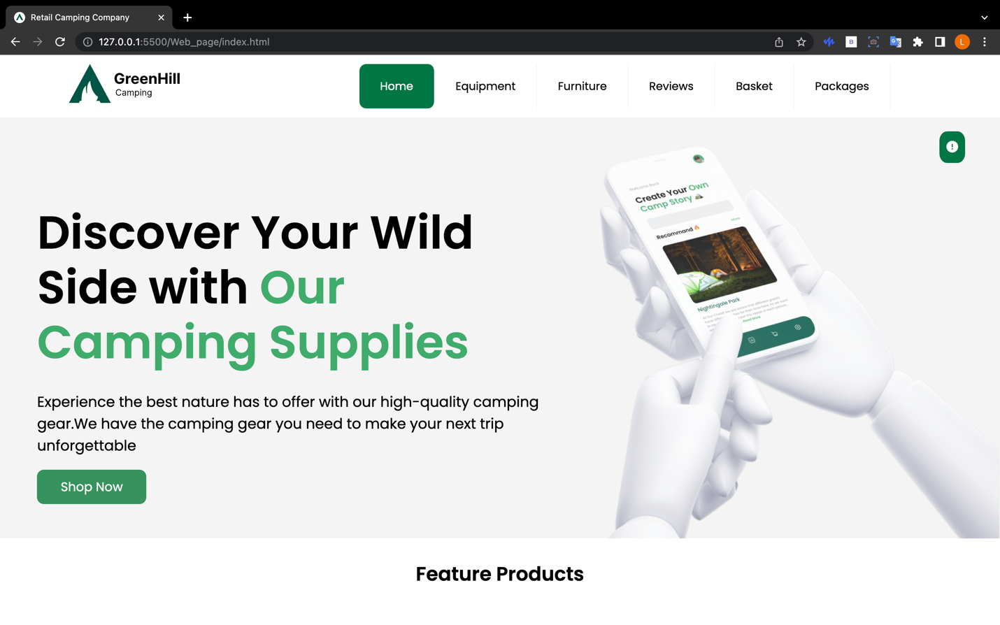 Retail Camping Company
127.0.0.1:5500/Web_page/index.html
B
L
GreenHill
Camping
Home
Equipment
Furniture
Reviews
Basket
Packages
Discover Your Wild
Side with Our
Camping Supplies
Experience the best nature has to offer with our high-quality camping
gear.We have the camping gear you need to make your next trip
unforgettable
Shop Now
Welcome Back
Create Your Own
Camp Story
More
Recommand
Nightingale Park
Read More
Feature Products